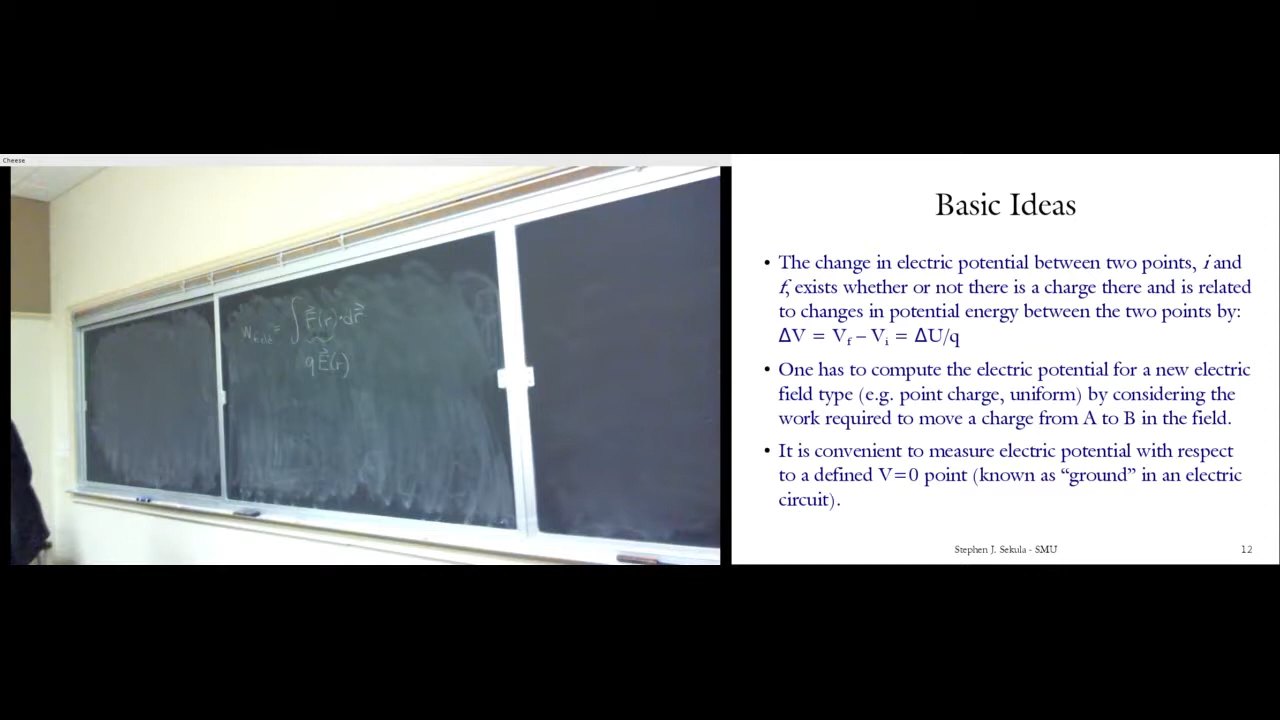 Cheese
W_field = ∫ F⃗(r)·dr⃗
qE⃗(r)
Basic Ideas
• The change in electric potential between two points, i and
f, exists whether or not there is a charge there and is related
to changes in potential energy between the two points by:
ΔV = Vf – Vi = ΔU/q
• One has to compute the electric potential for a new electric
field type (e.g. point charge, uniform) by considering the
work required to move a charge from A to B in the field.
• It is convenient to measure electric potential with respect
to a defined V=0 point (known as “ground” in an electric
circuit).
Stephen J. Sekula - SMU
12